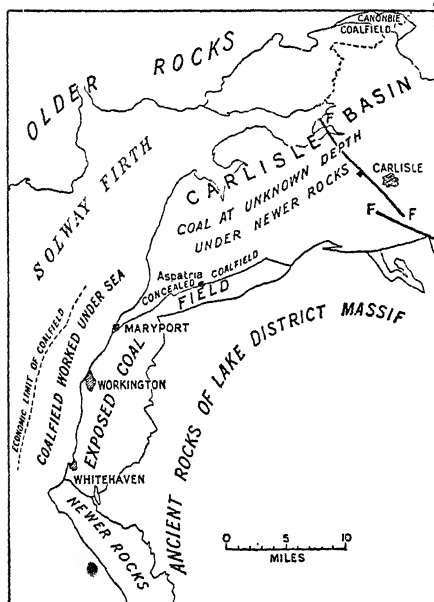 CANONBIE
COALFIELD
OLDER ROCKS
CARLISLE BASIN
F
COAL AT UNKNOWN DEPTH
UNDER NEWER ROCKS
CARLISLE
F
F
SOLWAY FIRTH
Aspatria
CONCEALED COALFIELD
EXPOSED COAL FIELD
MARYPORT
ECONOMIC LIMIT OF COALFIELD
COALFIELD WORKED UNDER SEA
WORKINGTON
WHITEHAVEN
NEWER ROCKS
ANCIENT ROCKS OF LAKE DISTRICT MASSIF
0 5 10
MILES